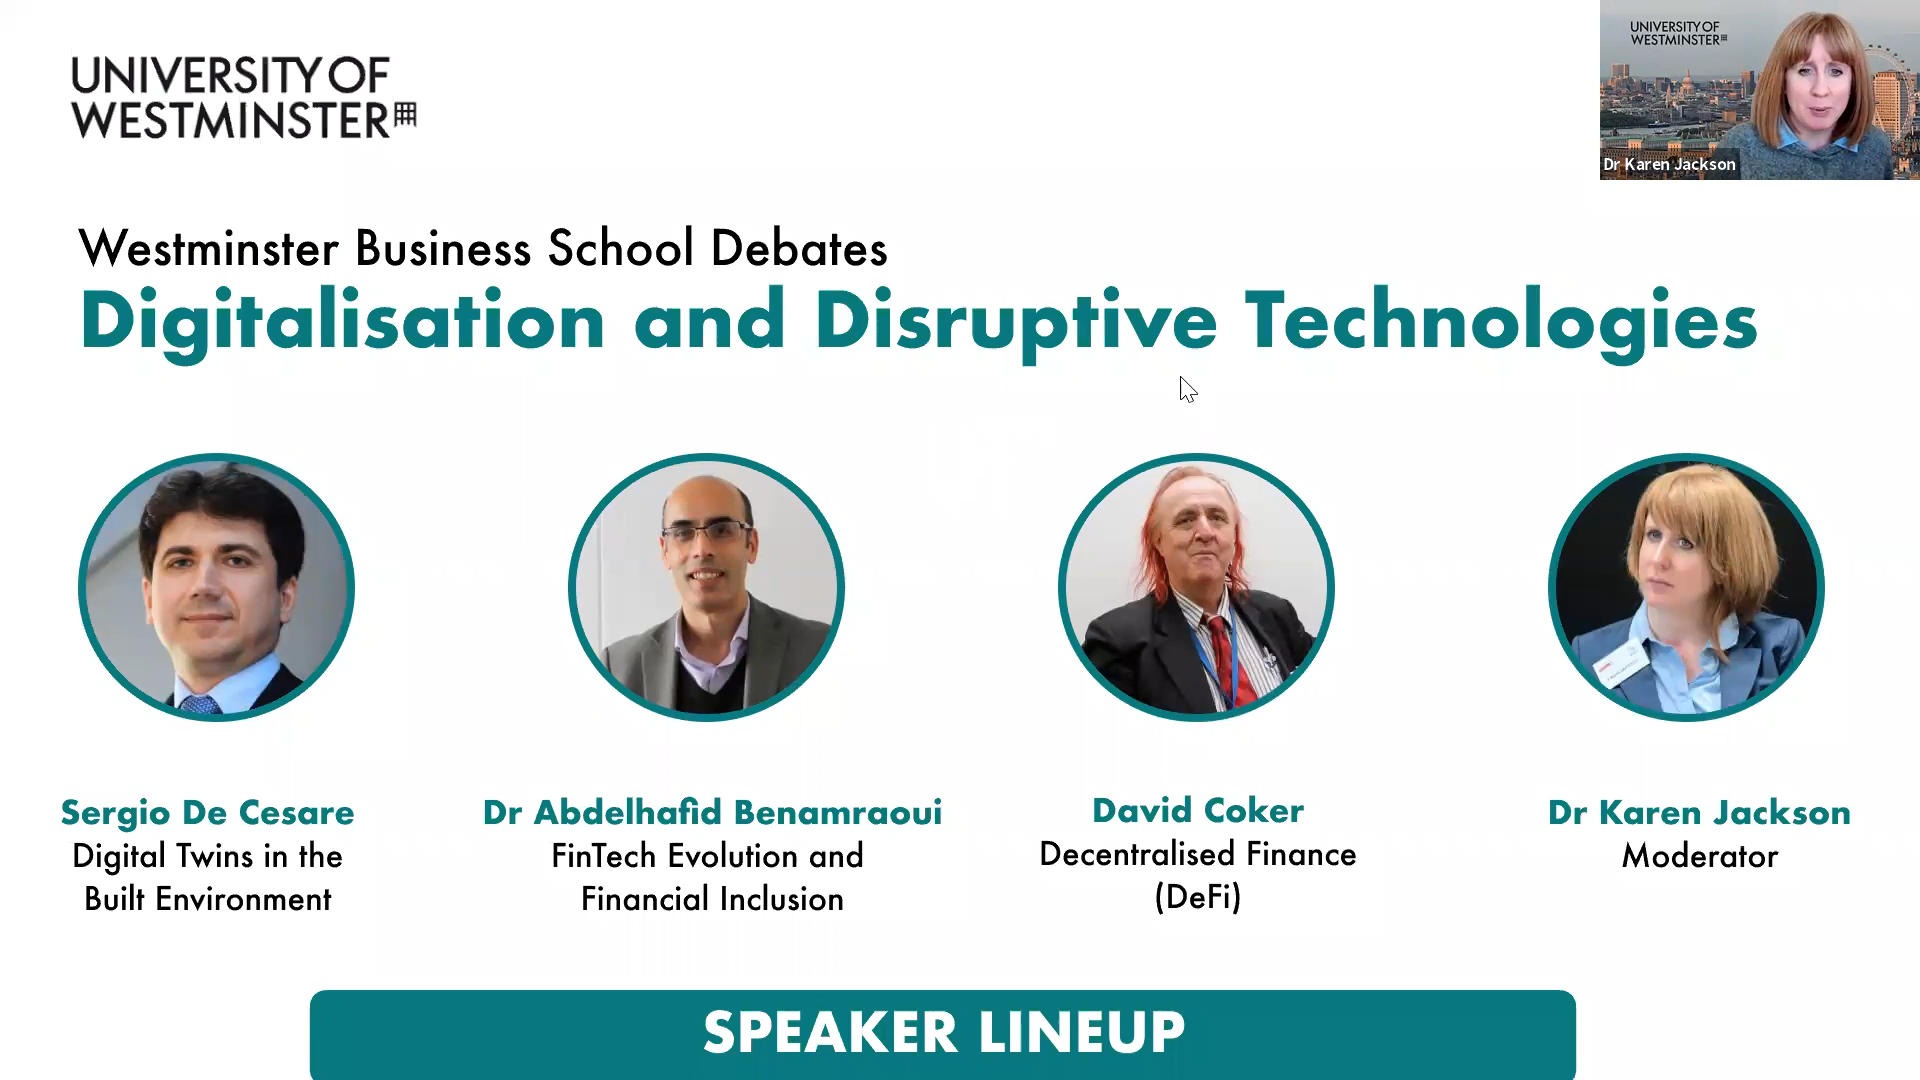 UNIVERSITY OF
WESTMINSTER
UNIVERSITY OF
WESTMINSTER
Dr Karen Jackson
Westminster Business School Debates
Digitalisation and Disruptive Technologies
Sergio De Cesare
Digital Twins in the
Built Environment
Dr Abdelhafid Benamraoui
FinTech Evolution and
Financial Inclusion
David Coker
Decentralised Finance
(DeFi)
Dr Karen Jackson
Moderator
SPEAKER LINEUP